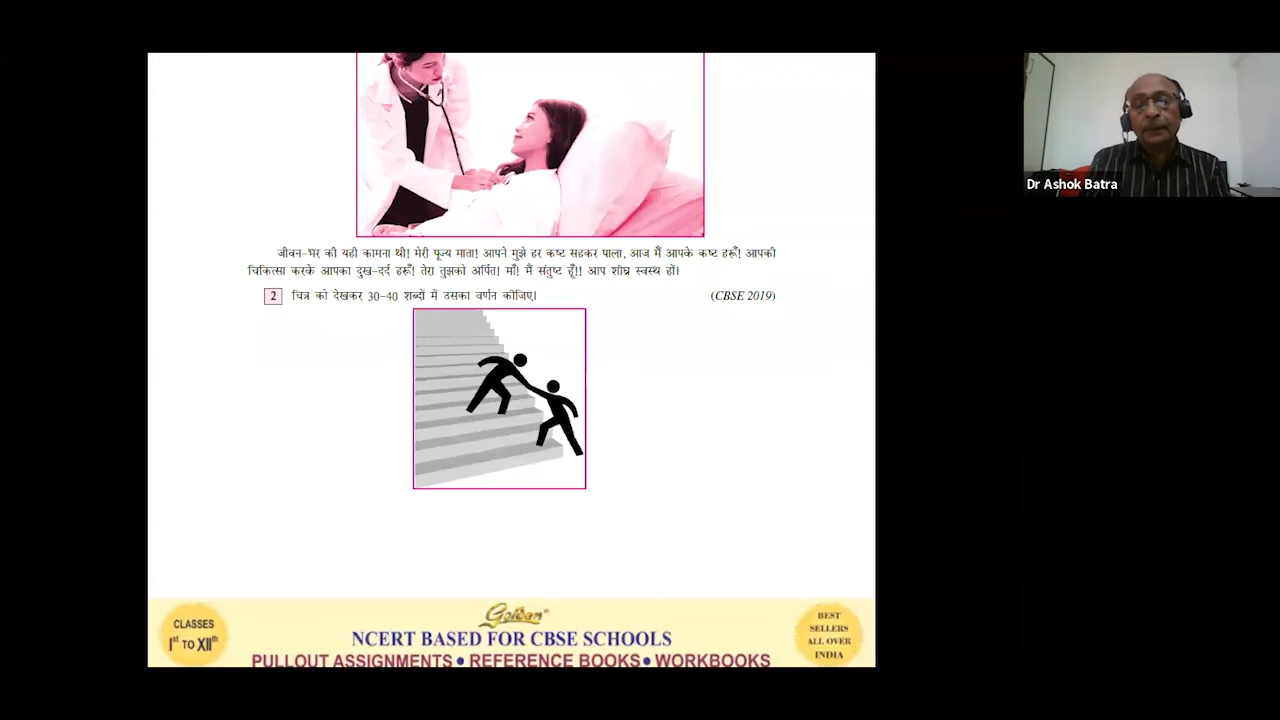 जीवन-भर की यही कामना थी! मेरी पूज्य माता! आपने मुझे हर कष्ट सहकर पाला, आज मैं आपके कष्ट हरूँ! आपकी
चिकित्सा करके आपका दुख-दर्द हरूँ! तेरा तुझको अर्पित! माँ! मैं संतुष्ट हूँ!! आप शीघ्र स्वस्थ हों।
2 चित्र को देखकर 30-40 शब्दों में उसका वर्णन कीजिए। (CBSE 2019)
CLASSES
Ist TO XIIth
Golden
NCERT BASED FOR CBSE SCHOOLS
PULLOUT ASSIGNMENTS • REFERENCE BOOKS • WORKBOOKS
BEST
SELLERS
ALL OVER
INDIA
Dr Ashok Batra